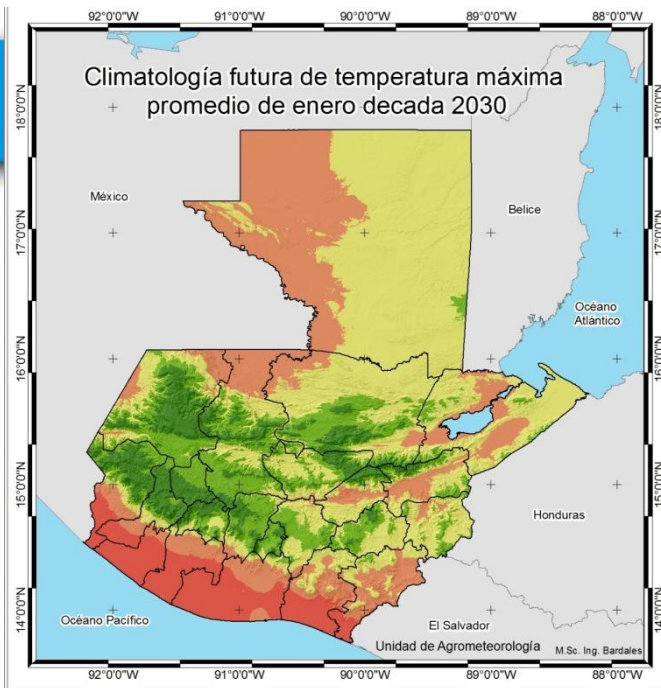 92°0'0"W 91°0'0"W 90°0'0"W 89°0'0"W 88°0'0"W
Climatología futura de temperatura máxima
promedio de enero decada 2030
18°0'0"N 18°0'0"N
México
Belice
17°0'0"N 17°0'0"N
Océano
Atlántico
16°0'0"N 16°0'0"N
15°0'0"N 15°0'0"N
Honduras
14°0'0"N 14°0'0"N
Océano Pacífico
El Salvador
Unidad de Agrometeorología M.Sc. Ing. Bardales
92°0'0"W 91°0'0"W 90°0'0"W 89°0'0"W 88°0'0"W